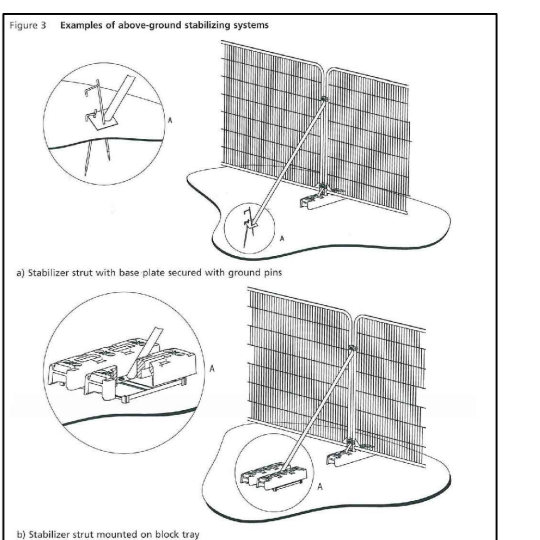 Figure 3 Examples of above-ground stabilizing systems
A
A
a) Stabilizer strut with base plate secured with ground pins
A
A
b) Stabilizer strut mounted on block tray